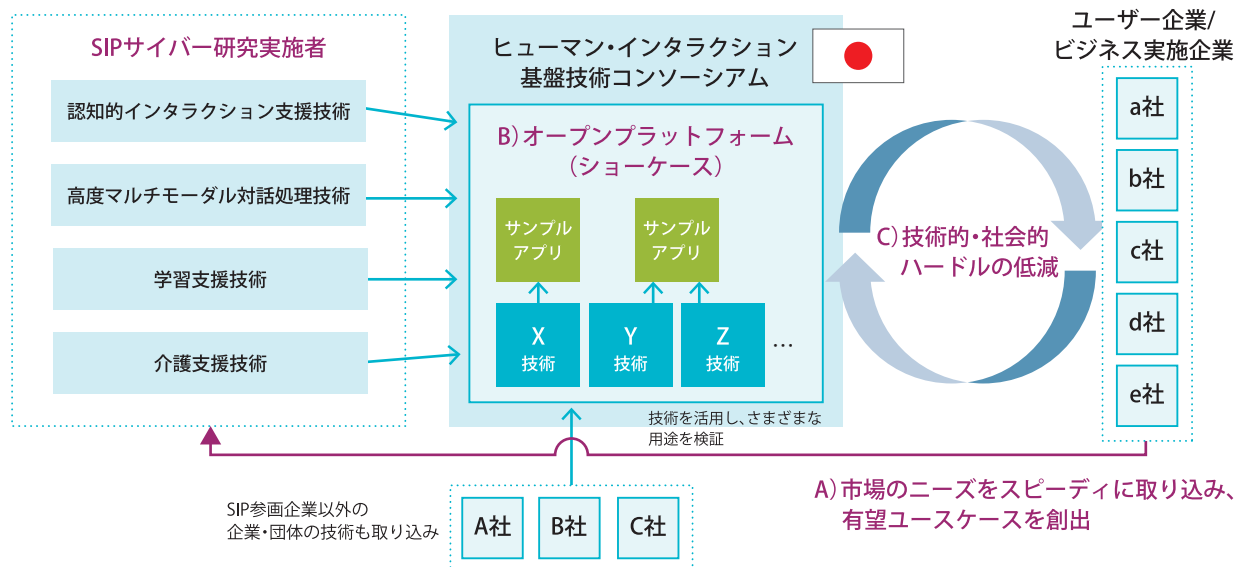 SIPサイバー研究実施者
認知的インタラクション支援技術
高度マルチモーダル対話処理技術
学習支援技術
介護支援技術
ヒューマン・インタラクション
基盤技術コンソーシアム
B）オープンプラットフォーム
（ショーケース）
サンプル
アプリ
サンプル
アプリ
X
技術
Y
技術
Z
技術
…
技術を活用し、さまざまな
用途を検証
C）技術的・社会的
ハードルの低減
ユーザー企業/
ビジネス実施企業
a社
b社
c社
d社
e社
A）市場のニーズをスピーディに取り込み、
有望ユースケースを創出
SIP参画企業以外の
企業・団体の技術も取り込み
A社
B社
C社